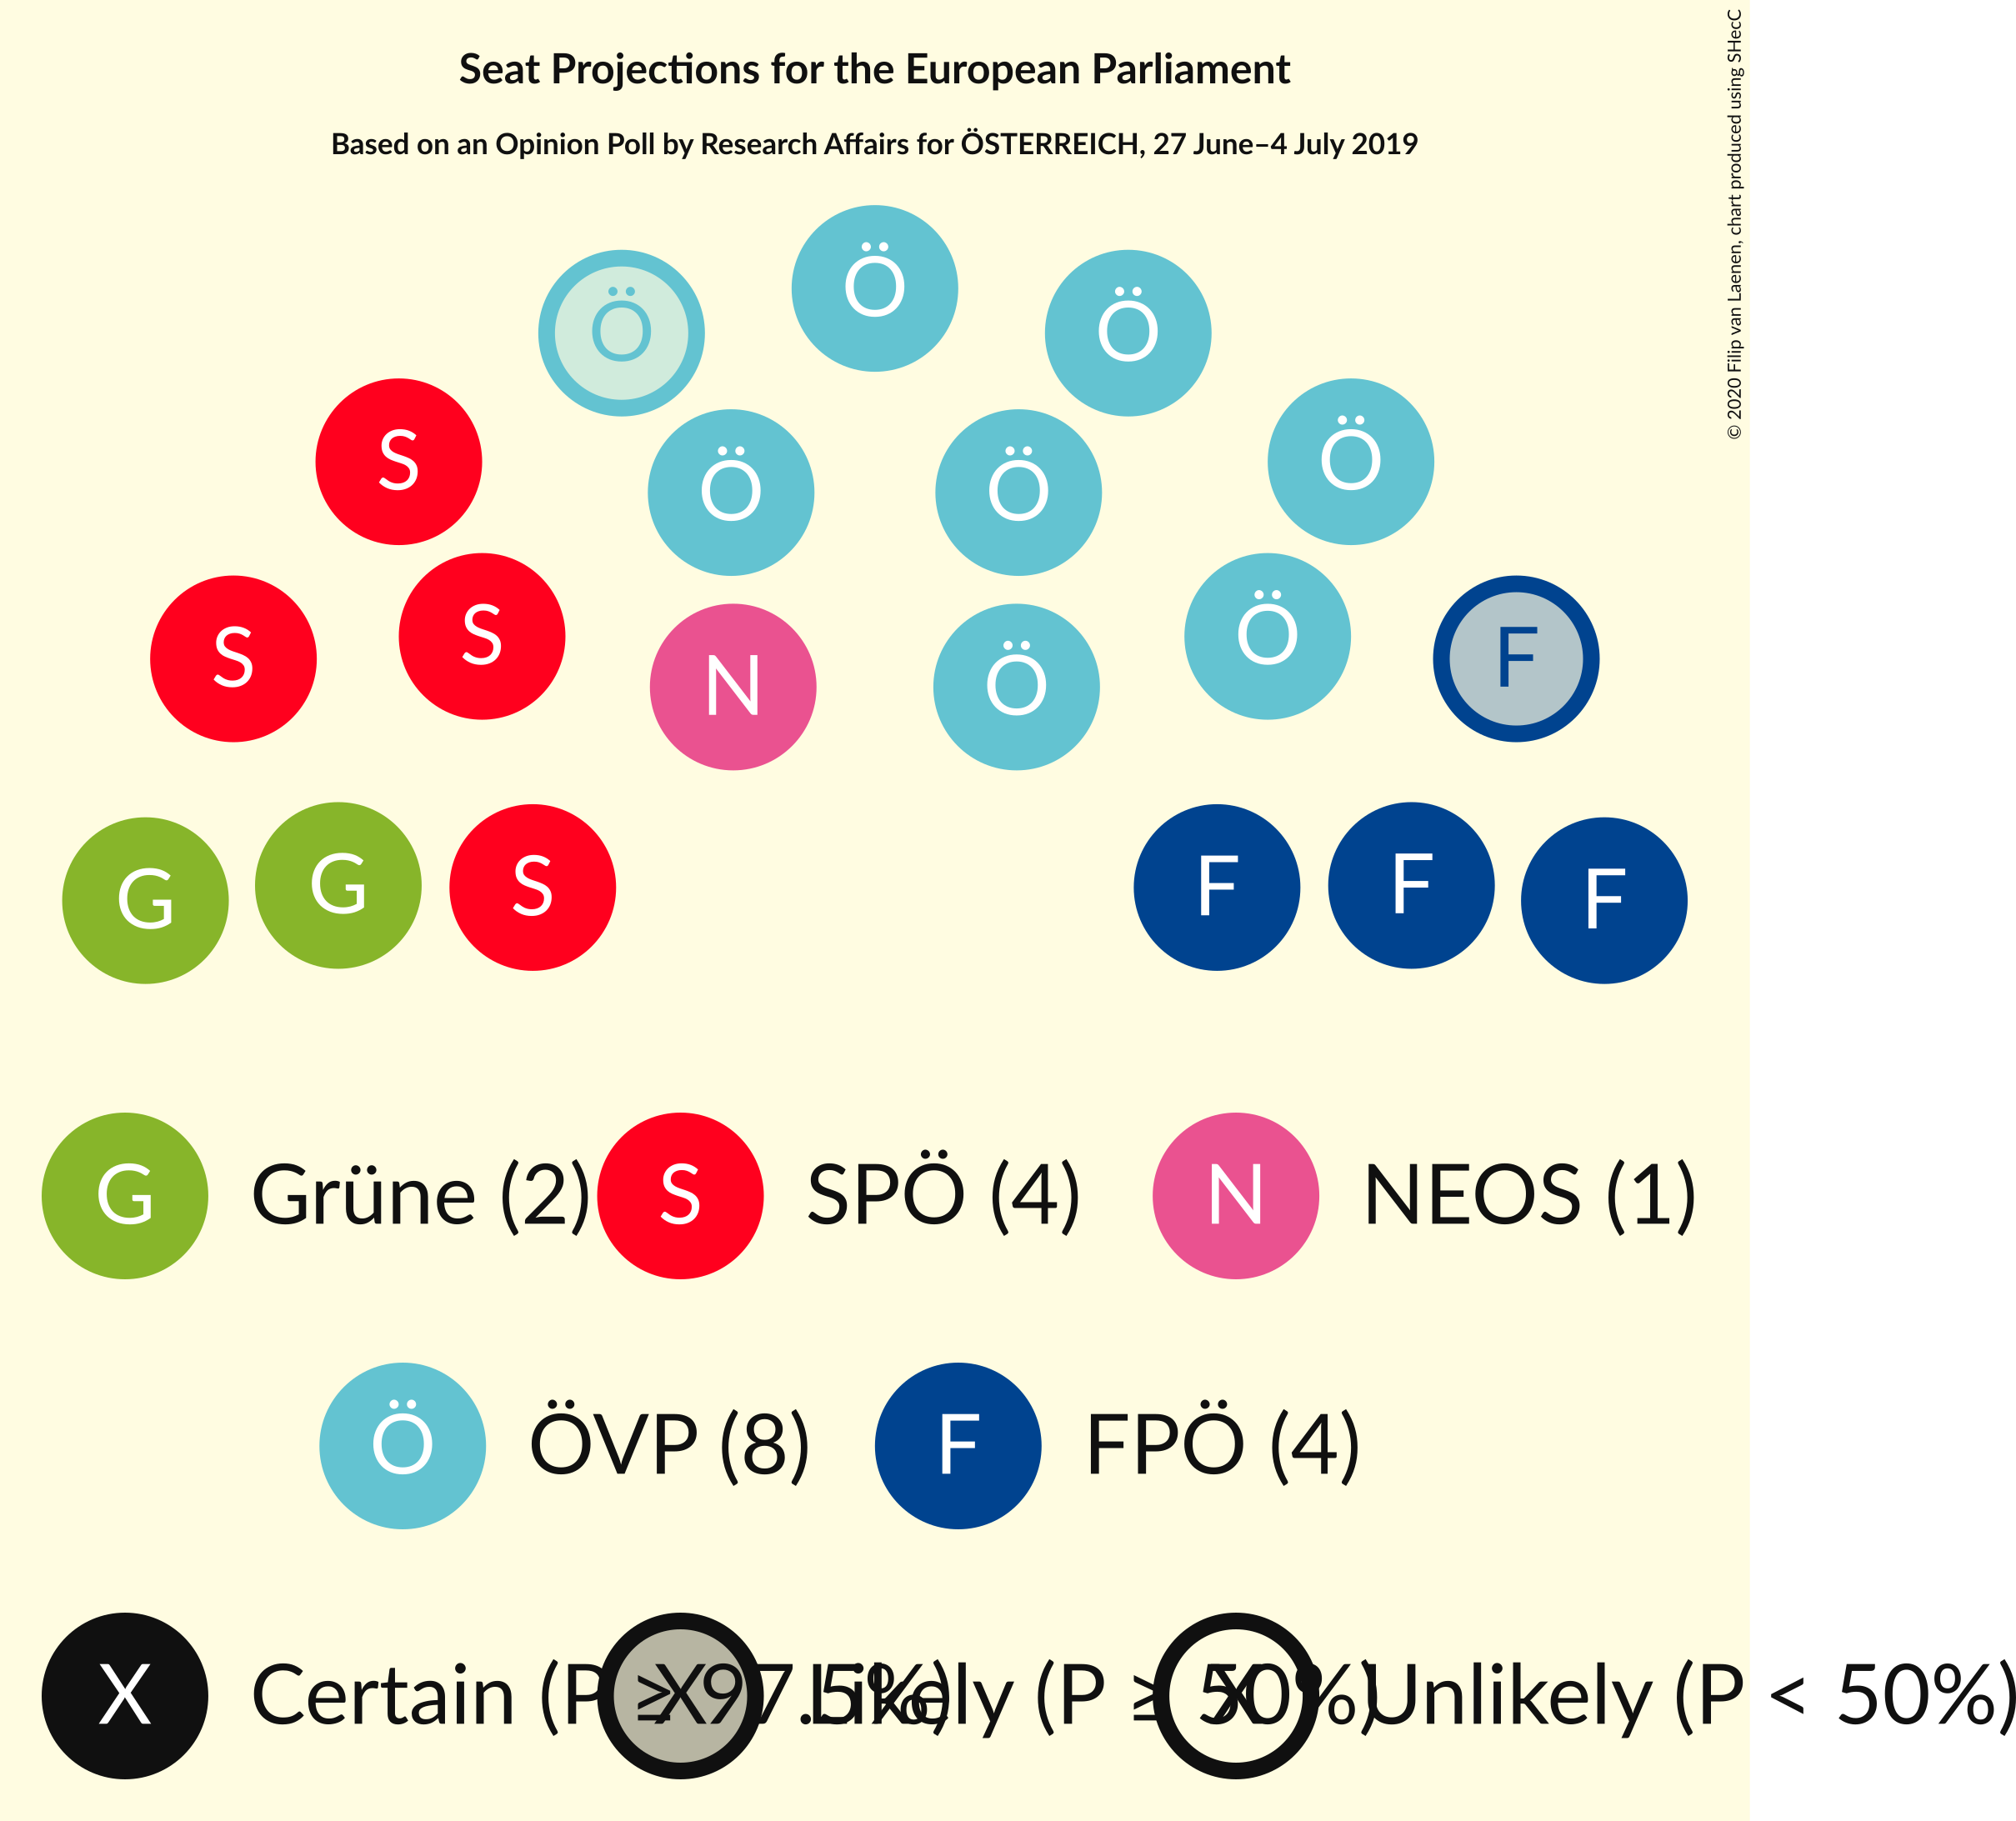 Seat Projections for the European Parliament
Based on an Opinion Poll by Research Affairs for ÖSTERREICH, 27 June–4 July 2019
© 2020 Filip van Laenen, chart produced using SHecC
Ö
Ö Ö
S Ö Ö Ö
S S N Ö Ö F
G G S F F F
G Grüne (2) S SPÖ (4) N NEOS (1)
Ö ÖVP (8) F FPÖ (4)
X Certain (P ≥ 97.5%) X Likely (P ≥ 50%) X Unlikely (P < 50%)